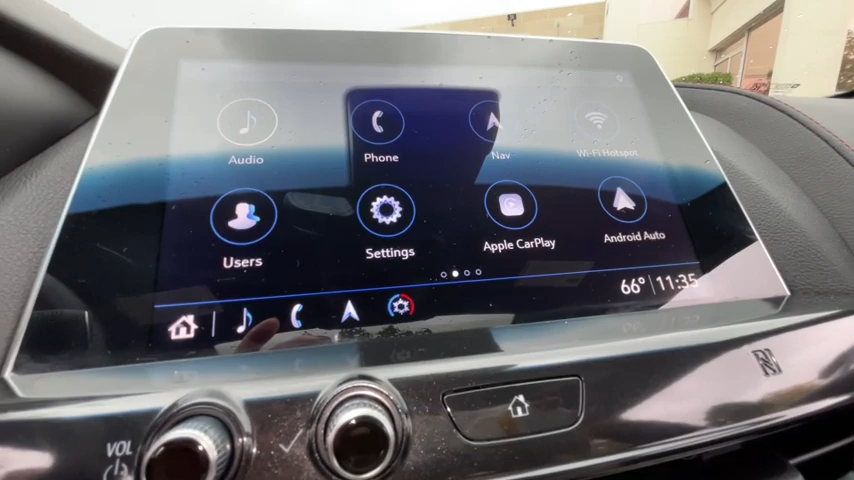 Audio
Phone
Nav
Wi-Fi Hotspot
Users
Settings
Apple CarPlay
Android Auto
66° 11:35
VOL